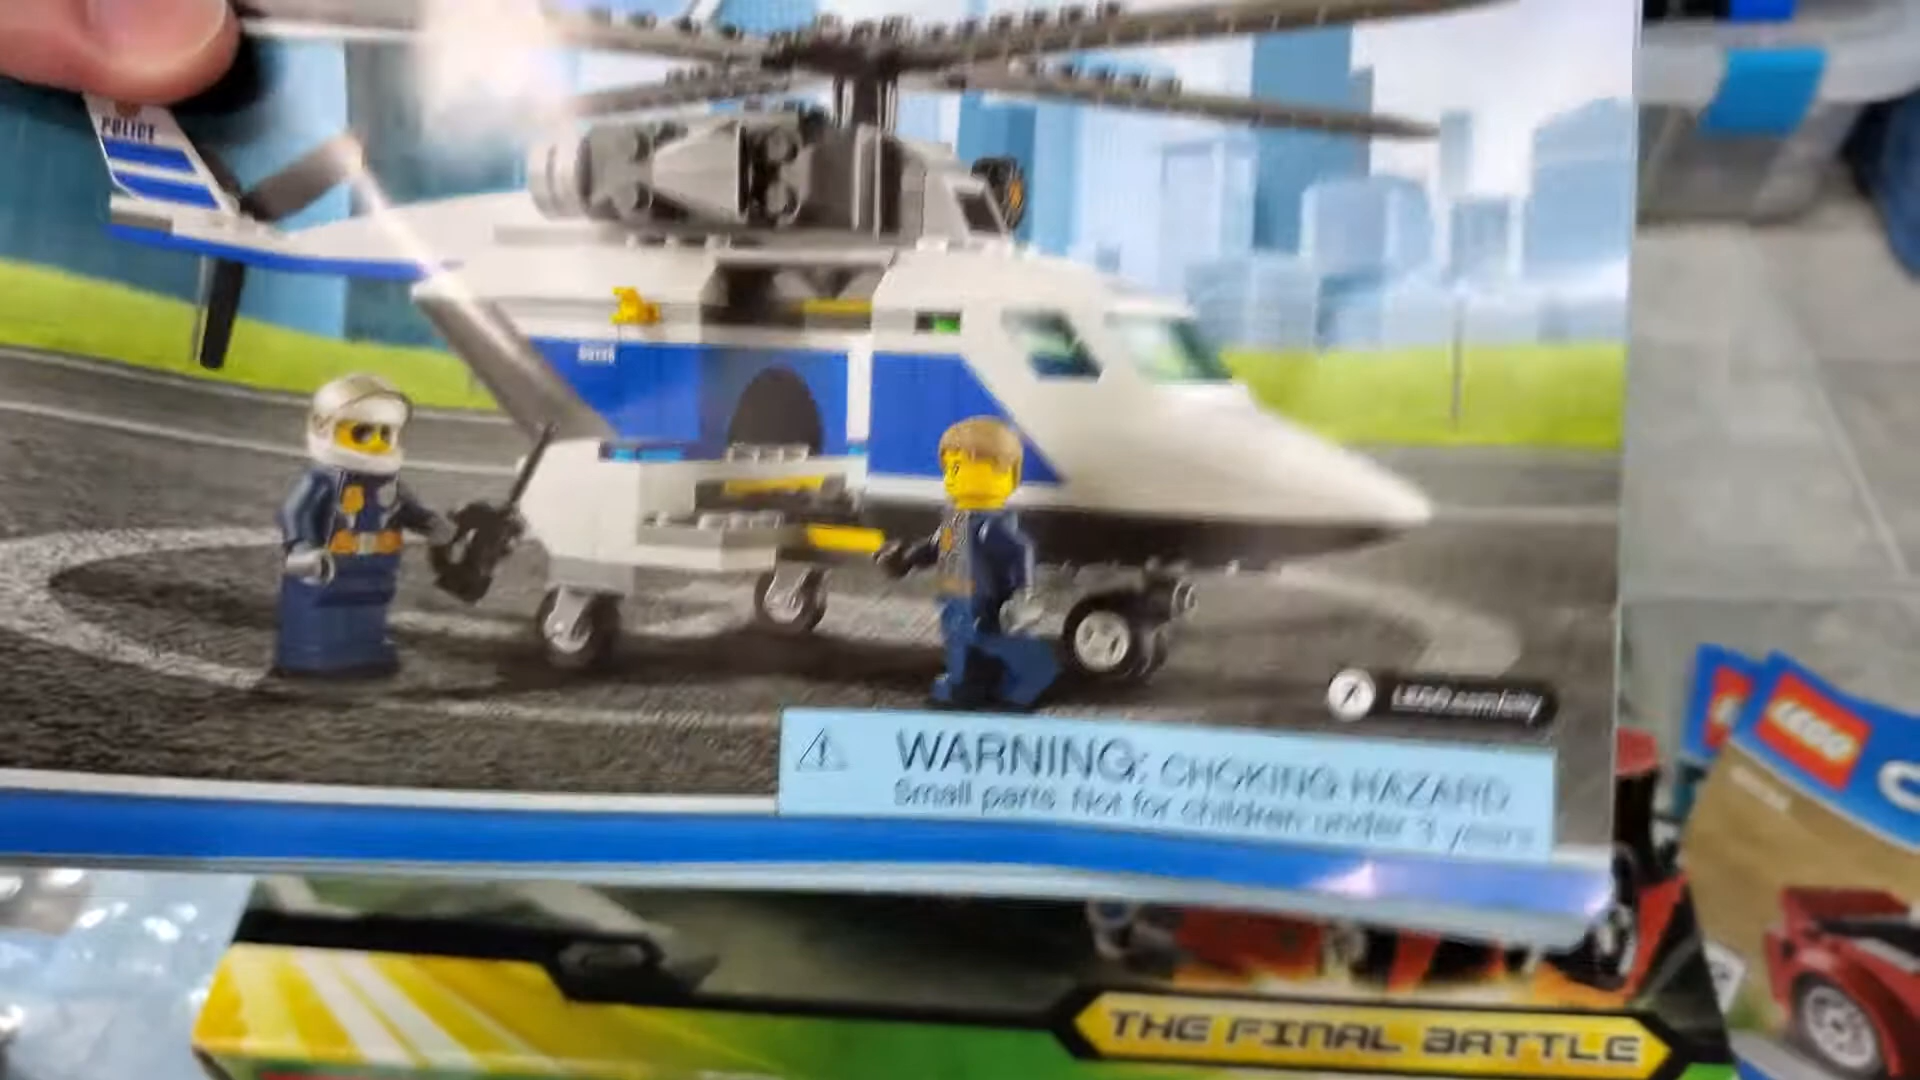 POLICE
LEGO.com/city
WARNING: CHOKING HAZARD.
Small parts. Not for children under 3 years
LEGO
C
THE FINAL BATTLE